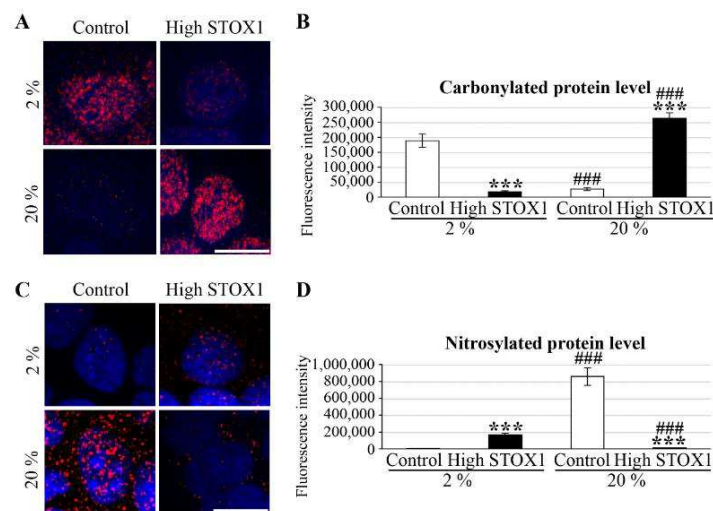 A
Control High STOX1
2 %
20 %
B
Carbonylated protein level
Fluorescence intensity
300,000
250,000
200,000
150,000
100,000
50,000
0
***
###
###
***
Control High STOX1 Control High STOX1
2 % 20 %
C
Control High STOX1
2 %
20 %
D
Nitrosylated protein level
Fluorescence intensity
1,000,000
800,000
600,000
400,000
200,000
0
***
###
###
***
Control High STOX1 Control High STOX1
2 % 20 %